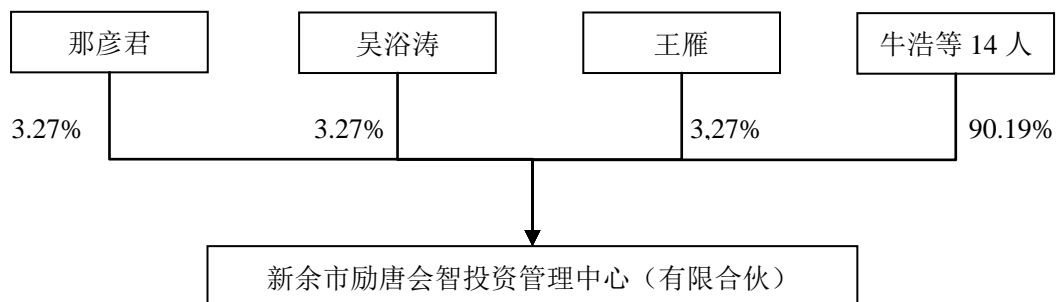 那彦君
吴浴涛
王雁
牛浩等 14 人
3.27%
3.27%
3,27%
90.19%
新余市励唐会智投资管理中心（有限合伙）